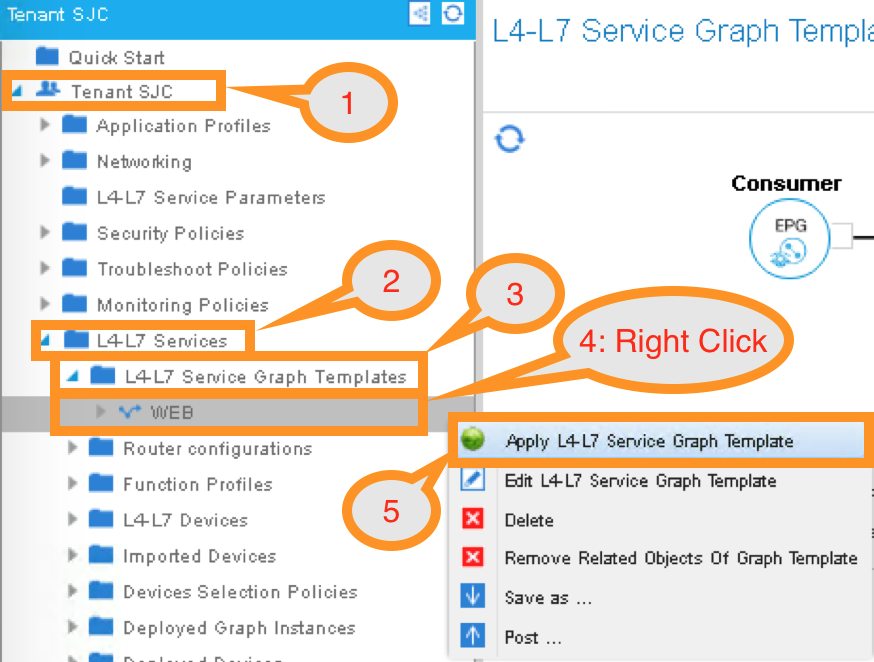 Tenant SJC
L4-L7 Service Graph Templa
Quick Start
Tenant SJC
1
Application Profiles
Networking
L4-L7 Service Parameters
Security Policies
Troubleshoot Policies
Monitoring Policies
L4-L7 Services
2
L4-L7 Service Graph Templates
3
WEB
4: Right Click
Router configurations
Function Profiles
L4-L7 Devices
Imported Devices
Devices Selection Policies
Deployed Graph Instances
Deployed Devices
Consumer
EPG
5
Apply L4-L7 Service Graph Template
Edit L4-L7 Service Graph Template
Delete
Remove Related Objects Of Graph Template
Save as ...
Post ...